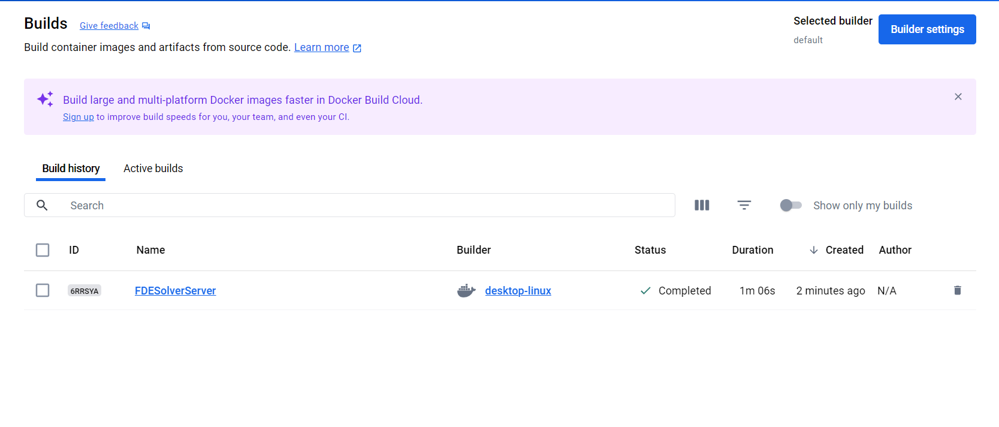 Builds Give feedback
Build container images and artifacts from source code. Learn more
Selected builder
default
Builder settings
Build large and multi-platform Docker images faster in Docker Build Cloud.
Sign up to improve build speeds for you, your team, and even your CI.
Build history Active builds
Search
Show only my builds
ID Name Builder Status Duration Created Author
6RRSYA FDESolverServer desktop-linux Completed 1m 06s 2 minutes ago N/A